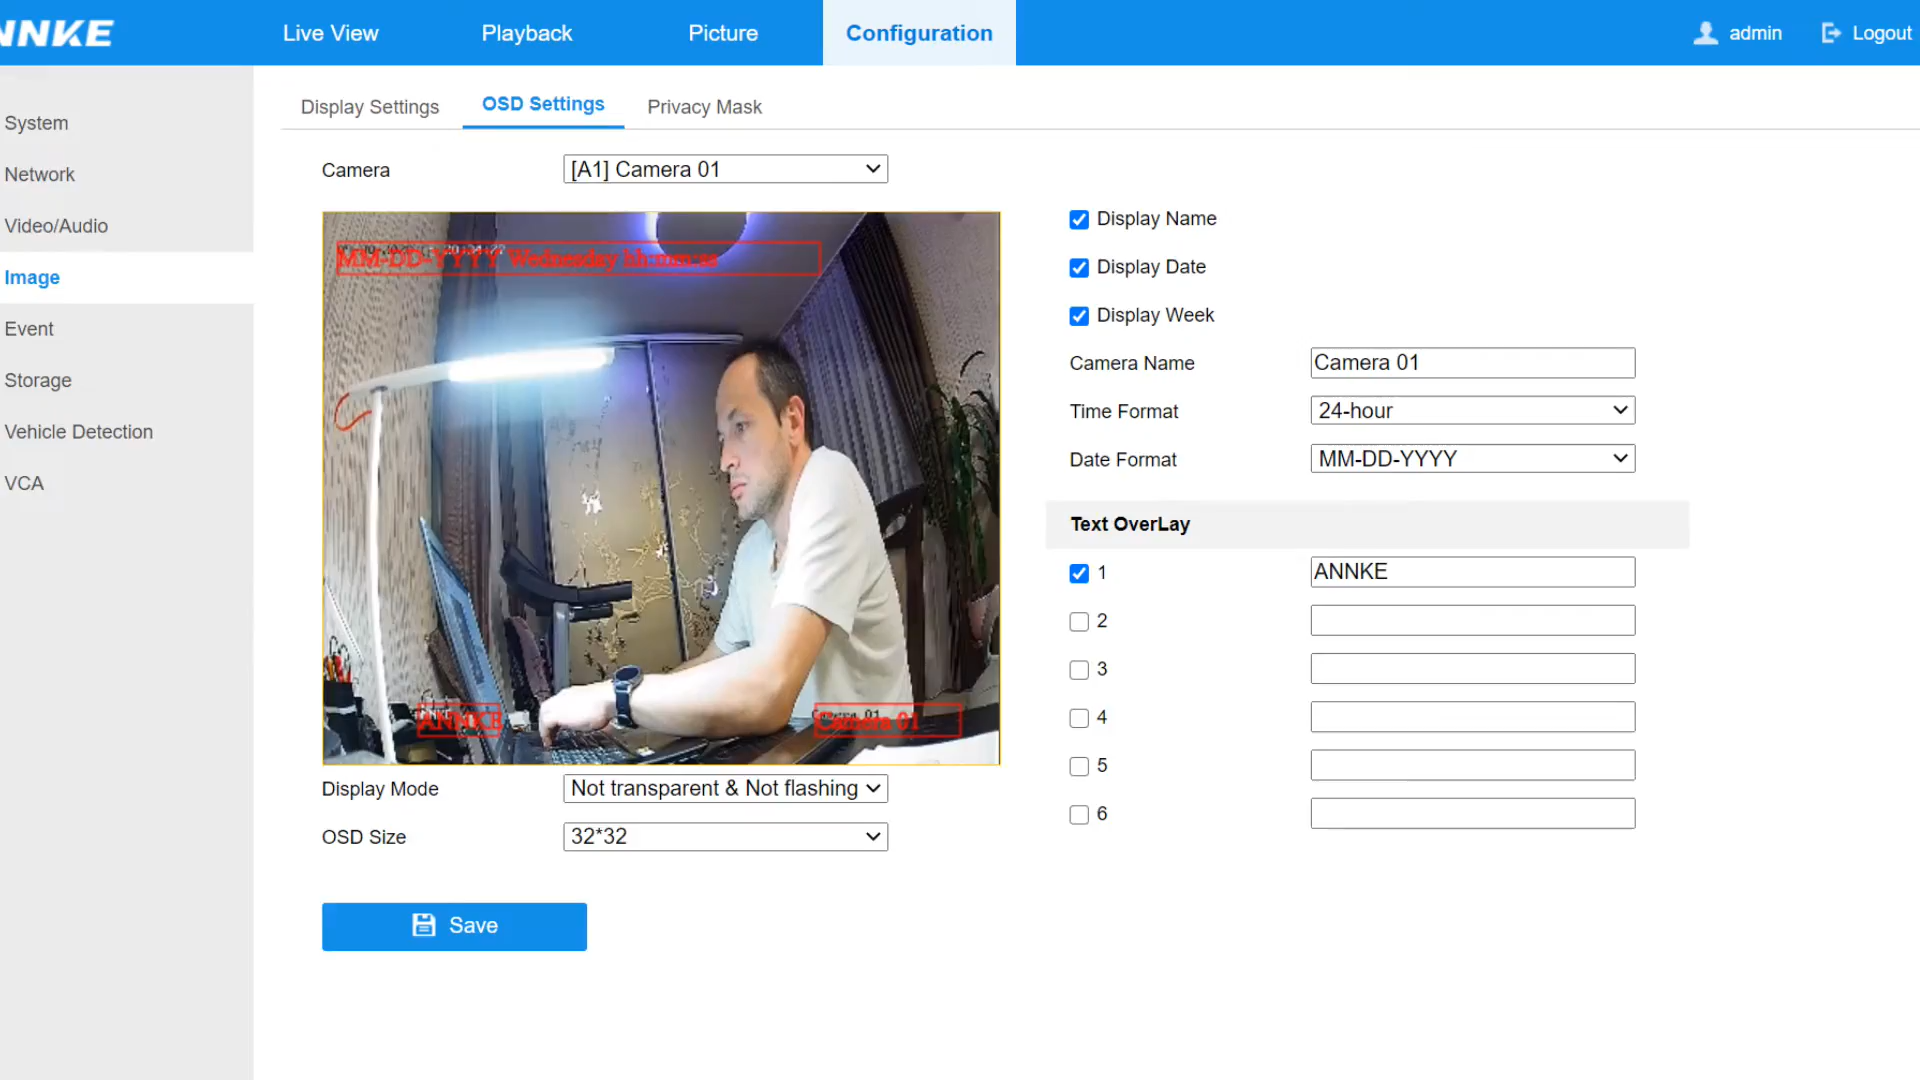 NNKE
Live View
Playback
Picture
Configuration
admin
Logout
System
Network
Video/Audio
Image
Event
Storage
Vehicle Detection
VCA
Display Settings
OSD Settings
Privacy Mask
Camera
[A1] Camera 01
MM-DD-YYYY Wednesday hh:mm:ss
ANNKE
Camera 01
Display Mode
Not transparent & Not flashing
OSD Size
32*32
Save
Display Name
Display Date
Display Week
Camera Name
Camera 01
Time Format
24-hour
Date Format
MM-DD-YYYY
Text OverLay
1
ANNKE
2
3
4
5
6